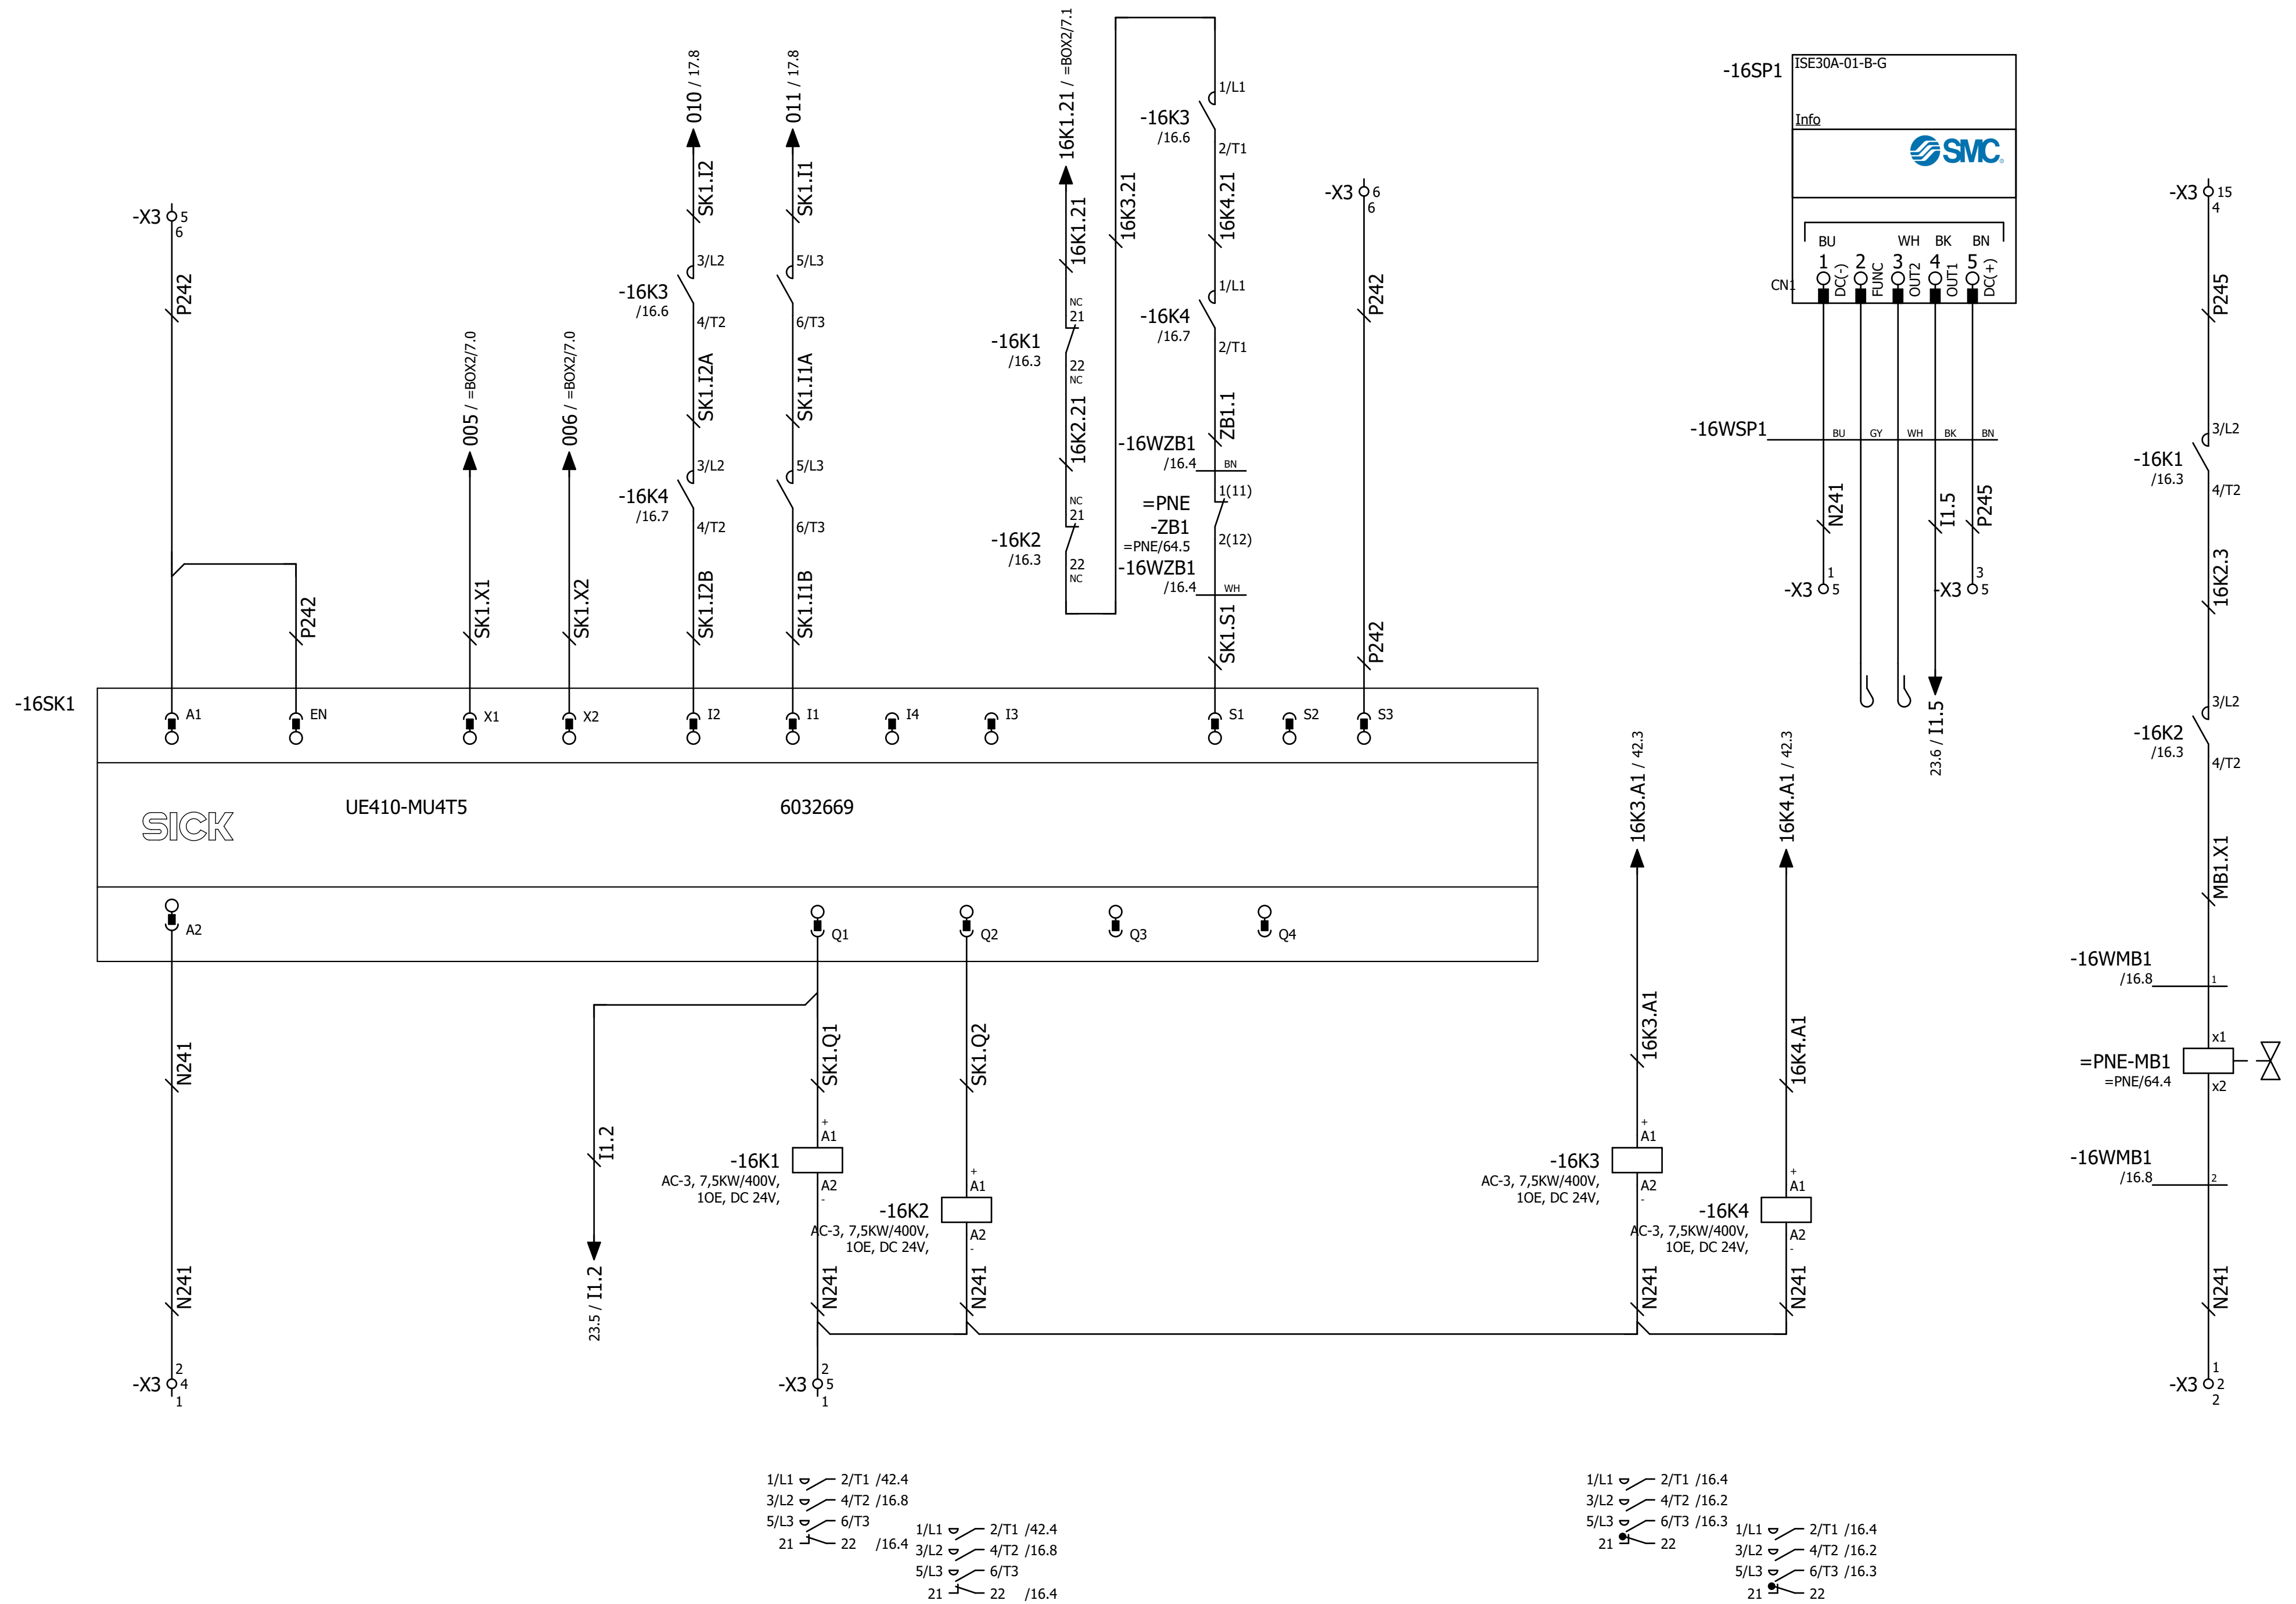 -X3
5
6
P242
P242
005 / =BOX2/7.0
SK1.X1
006 / =BOX2/7.0
SK1.X2
010 / 17.8
SK1.I2
-16K3
/16.6
3/L2
4/T2
SK1.I2A
-16K4
/16.7
3/L2
4/T2
SK1.I2B
011 / 17.8
SK1.I1
5/L3
6/T3
SK1.I1A
5/L3
6/T3
SK1.I1B
16K1.21 / =BOX2/7.1
16K1.21
-16K1
/16.3
NC
21
22
NC
16K2.21
-16K2
/16.3
NC
21
22
NC
16K3.21
-16K3
/16.6
1/L1
2/T1
16K4.21
-16K4
/16.7
1/L1
2/T1
ZB1.1
-16WZB1
/16.4
BN
=PNE
-ZB1
=PNE/64.5
1(11)
2(12)
-16WZB1
/16.4
WH
SK1.S1
-X3
6
6
P242
P242
-16SP1
ISE30A-01-B-G
Info
SMC
BU WH BK BN
1 2 3 4 5
CN1
DC(-)
FUNC
OUT2
OUT1
DC(+)
-16WSP1
BU GY WH BK BN
N241
I1.5
P245
-X3
1
5
-X3
3
5
23.6 / I1.5
-X3
15
4
P245
-16K1
/16.3
3/L2
4/T2
16K2.3
-16K2
/16.3
3/L2
4/T2
MB1.X1
-16WMB1
/16.8
1
=PNE-MB1
=PNE/64.4
x1
x2
-16WMB1
/16.8
2
N241
-X3
1
2
2
-16SK1
A1 EN X1 X2 I2 I1 I4 I3 S1 S2 S3
SICK
UE410-MU4T5
6032669
A2 Q1 Q2 Q3 Q4
N241
N241
-X3
2
4
1
I1.2
23.5 / I1.2
SK1.Q1
-16K1
AC-3, 7,5KW/400V,
1OE, DC 24V,
+
A1
A2
-
N241
-X3
2
5
1
SK1.Q2
-16K2
AC-3, 7,5KW/400V,
1OE, DC 24V,
+
A1
A2
-
N241
16K3.A1 / 42.3
16K3.A1
-16K3
AC-3, 7,5KW/400V,
1OE, DC 24V,
+
A1
A2
-
N241
16K4.A1 / 42.3
16K4.A1
-16K4
AC-3, 7,5KW/400V,
1OE, DC 24V,
+
A1
A2
-
N241
1/L1 2/T1 /42.4
3/L2 4/T2 /16.8
5/L3 6/T3
21 22 /16.4
1/L1 2/T1 /42.4
3/L2 4/T2 /16.8
5/L3 6/T3
21 22 /16.4
1/L1 2/T1 /16.4
3/L2 4/T2 /16.2
5/L3 6/T3 /16.3
21 22
1/L1 2/T1 /16.4
3/L2 4/T2 /16.2
5/L3 6/T3 /16.3
21 22